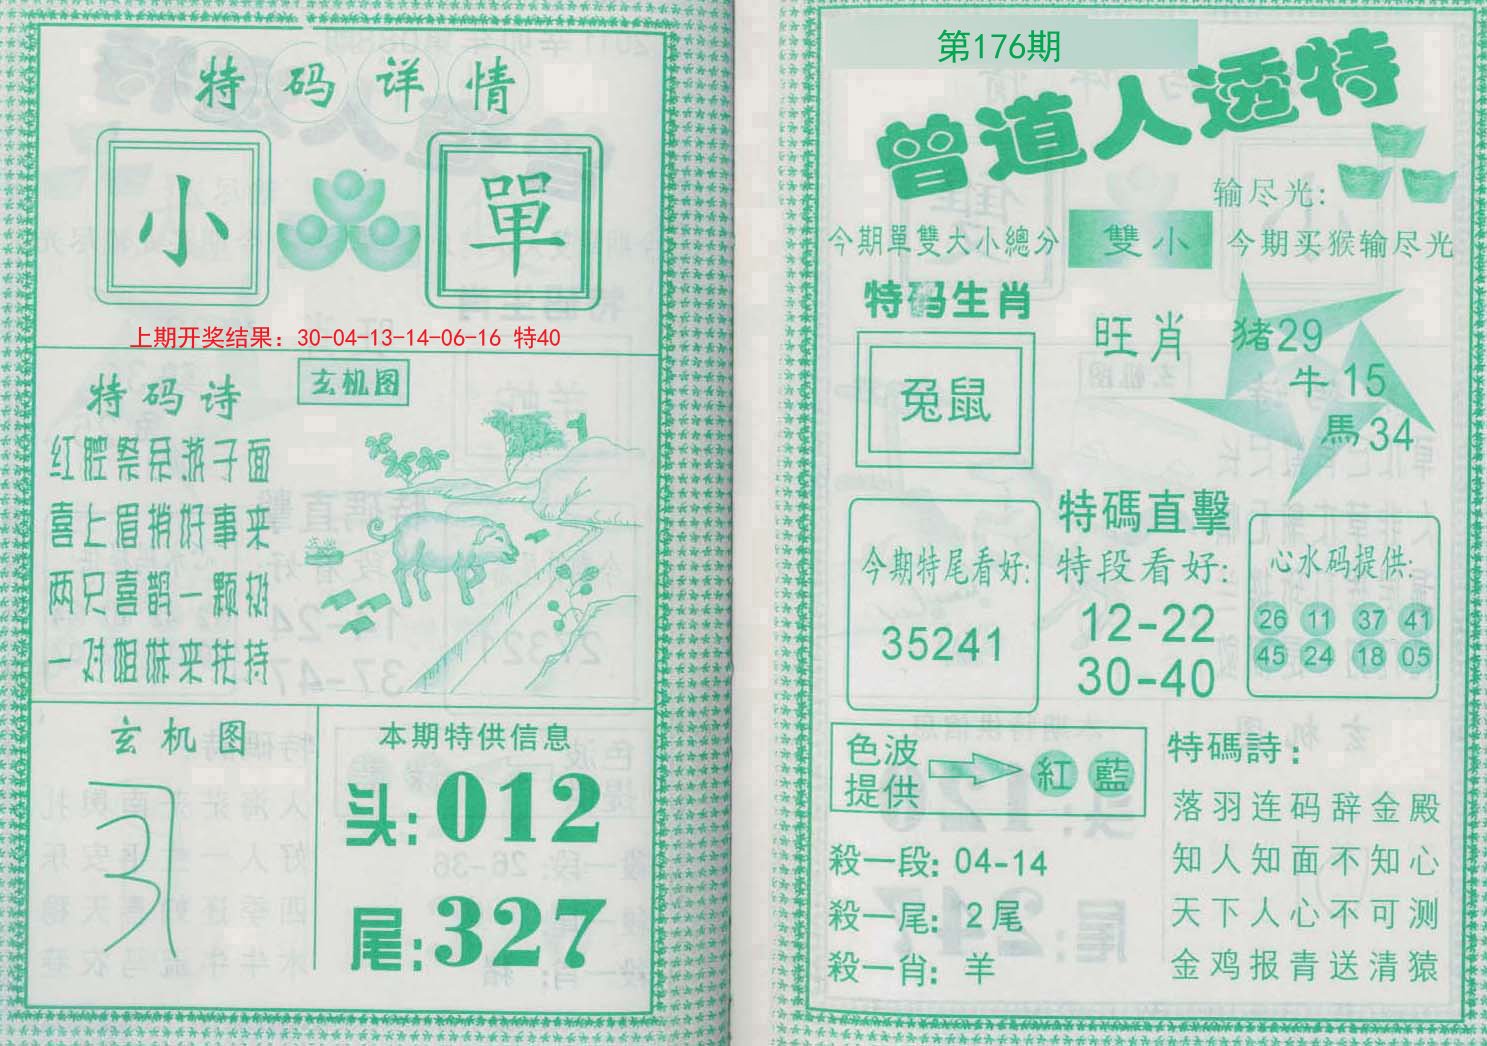 特码详情
小 單
上期开奖结果：30-04-13-14-06-16 特40
特码诗
红腔祭帛游子面
喜上眉梢好事来
两只喜鹊一颗树
一对姐妹来扶持
玄机图
玄机图
本期特供信息
头:012
尾:327
第176期
曾道人透特
输尽光:
今期單雙大小總分 雙小 今期买猴输尽光
特码生肖
兔鼠
旺肖
猪29
牛15
馬34
今期特尾看好:
35241
特碼直擊
特段看好:
12-22
30-40
心水码提供:
26 11 37 41
45 24 18 05
色波
提供
紅 藍
殺一段: 04-14
殺一尾: 2尾
殺一肖: 羊
特碼詩:
落羽连码辞金殿
知人知面不知心
天下人心不可测
金鸡报青送清猿